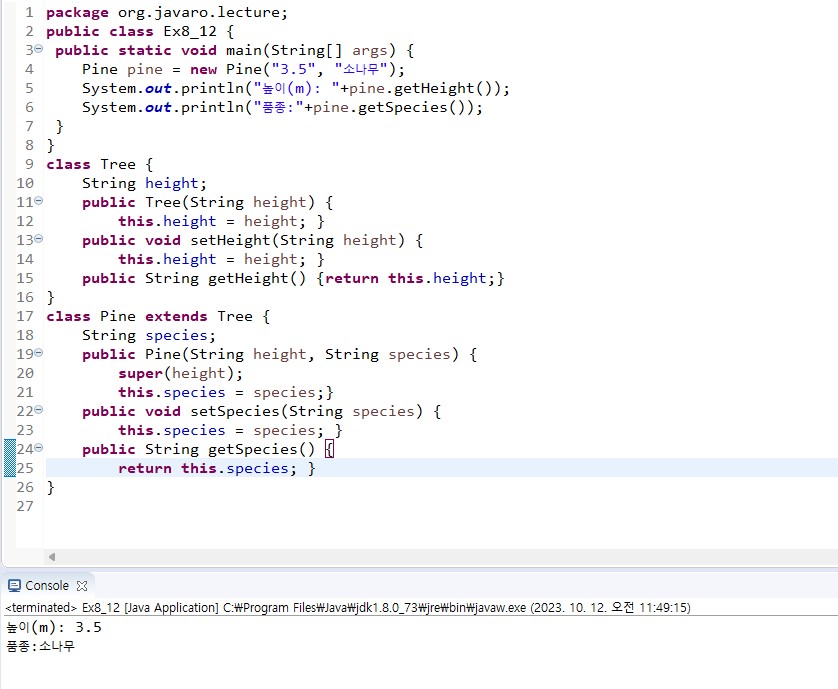 1 package org.javaro.lecture;
2 public class Ex8_12 {
3 public static void main(String[] args) {
4 Pine pine = new Pine("3.5", "소나무");
5 System.out.println("높이(m): "+pine.getHeight());
6 System.out.println("품종:"+pine.getSpecies());
7 }
8 }
9 class Tree {
10 String height;
11 public Tree(String height) {
12 this.height = height; }
13 public void setHeight(String height) {
14 this.height = height; }
15 public String getHeight() {return this.height;}
16 }
17 class Pine extends Tree {
18 String species;
19 public Pine(String height, String species) {
20 super(height);
21 this.species = species;}
22 public void setSpecies(String species) {
23 this.species = species; }
24 public String getSpecies() {
25 return this.species; }
26 }
27
Console
<terminated> Ex8_12 [Java Application] C:₩Program Files₩Java₩jdk1.8.0_73₩jre₩bin₩javaw.exe (2023. 10. 12. 오전 11:49:15)
높이(m): 3.5
품종:소나무